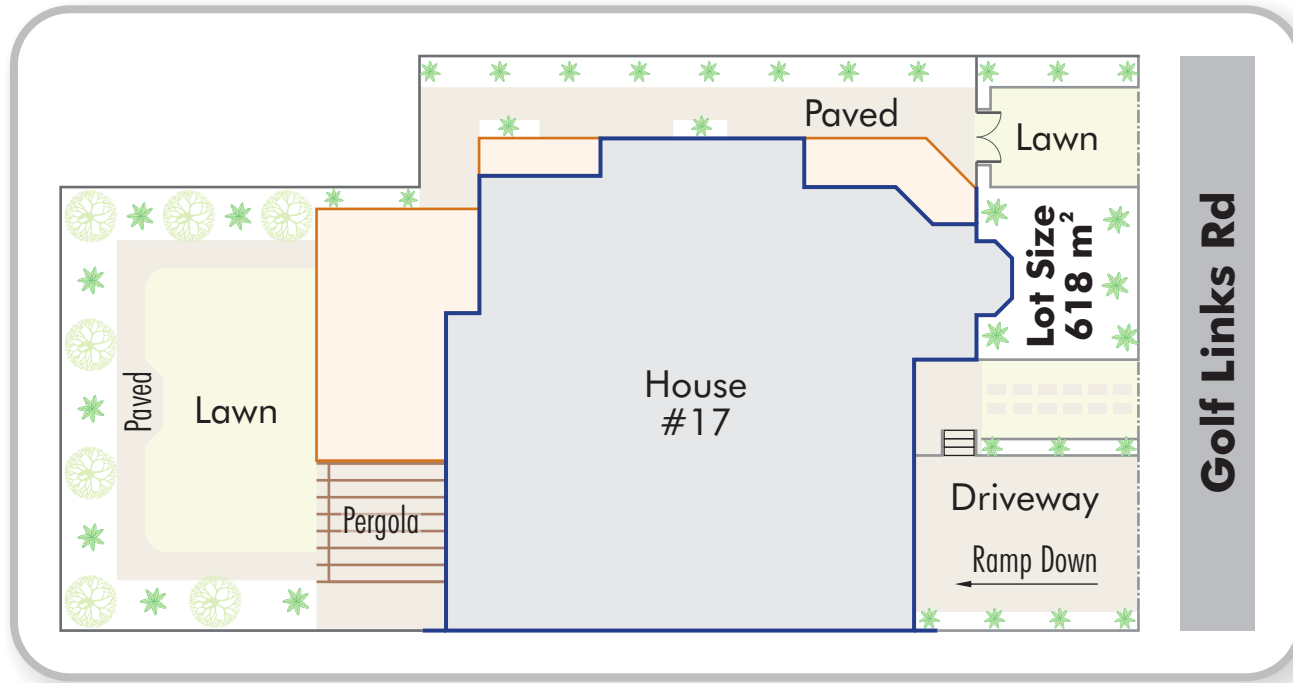 Paved
Lawn
Lot Size
618 m²
Golf Links Rd
Paved
Lawn
House
#17
Pergola
Driveway
Ramp Down